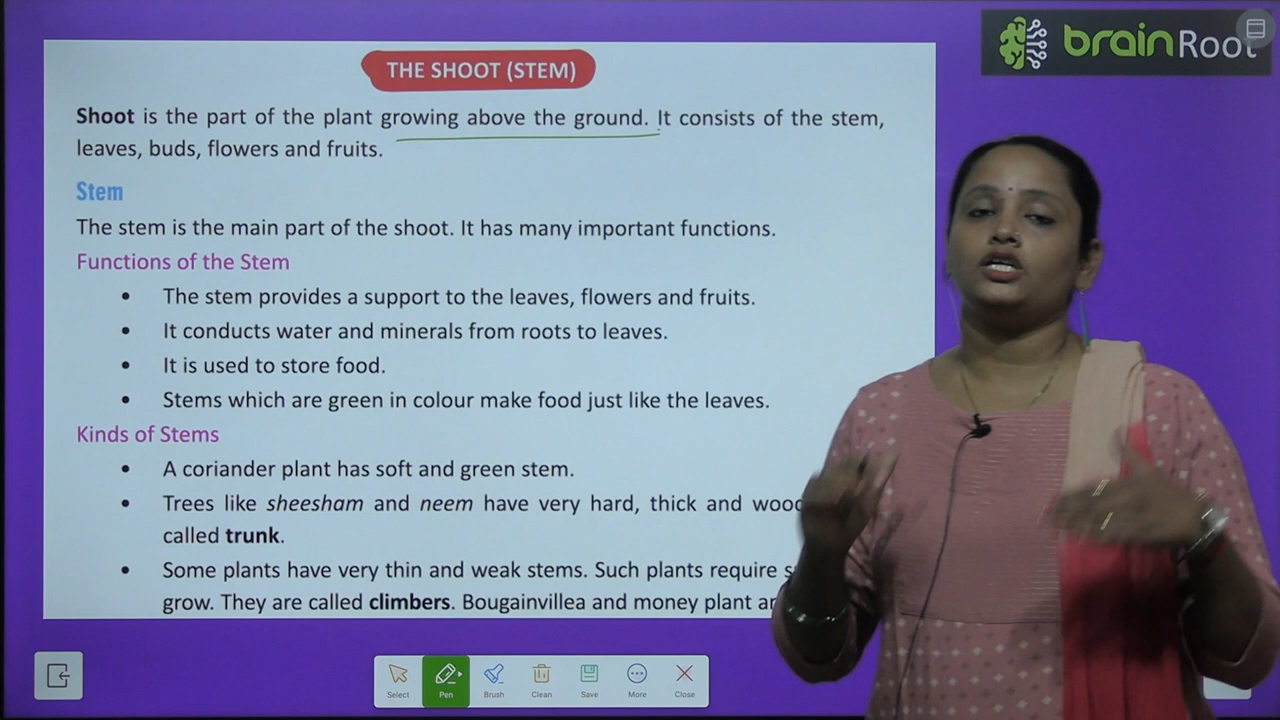 brainRoot
THE SHOOT (STEM)
Shoot is the part of the plant growing above the ground. It consists of the stem,
leaves, buds, flowers and fruits.
Stem
The stem is the main part of the shoot. It has many important functions.
Functions of the Stem
• The stem provides a support to the leaves, flowers and fruits.
• It conducts water and minerals from roots to leaves.
• It is used to store food.
• Stems which are green in colour make food just like the leaves.
Kinds of Stems
• A coriander plant has soft and green stem.
• Trees like sheesham and neem have very hard, thick and
called trunk.
• Some plants have very thin and weak stems. Such plants require
grow. They are called climbers. Bougainvillea and money plant
Select Pen Brush Clean Save More Close